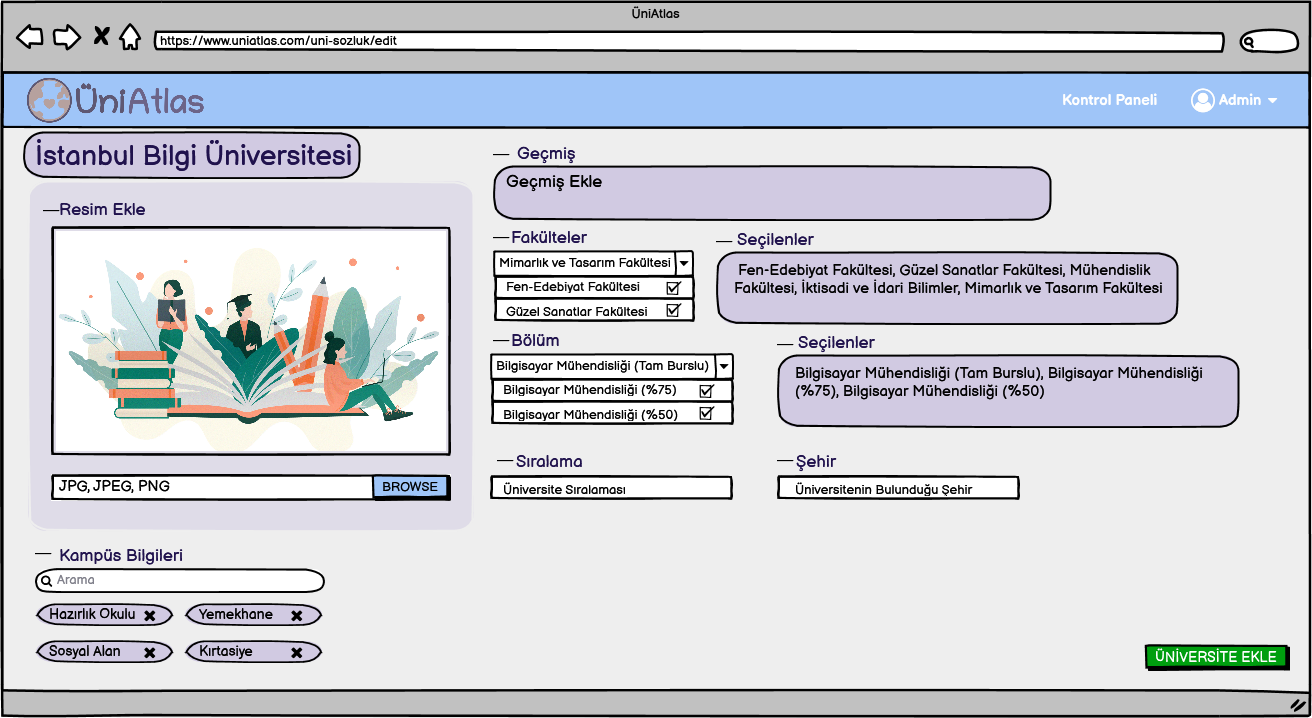 ÜniAtlas
https://www.uniatlas.com/uni-sozluk/edit
ÜniAtlas
Kontrol Paneli
Admin
İstanbul Bilgi Üniversitesi
Resim Ekle
JPG, JPEG, PNG
BROWSE
Kampüs Bilgileri
Arama
Hazırlık Okulu
Yemekhane
Sosyal Alan
Kırtasiye
Geçmiş
Geçmiş Ekle
Fakülteler
Mimarlık ve Tasarım Fakültesi
Fen-Edebiyat Fakültesi
Güzel Sanatlar Fakültesi
Seçilenler
Fen-Edebiyat Fakültesi, Güzel Sanatlar Fakültesi, Mühendislik
Fakültesi, İktisadi ve İdari Bilimler, Mimarlık ve Tasarım Fakültesi
Bölüm
Bilgisayar Mühendisliği (Tam Burslu)
Bilgisayar Mühendisliği (%75)
Bilgisayar Mühendisliği (%50)
Seçilenler
Bilgisayar Mühendisliği (Tam Burslu), Bilgisayar Mühendisliği
(%75), Bilgisayar Mühendisliği (%50)
Sıralama
Üniversite Sıralaması
Şehir
Üniversitenin Bulunduğu Şehir
ÜNİVERSİTE EKLE